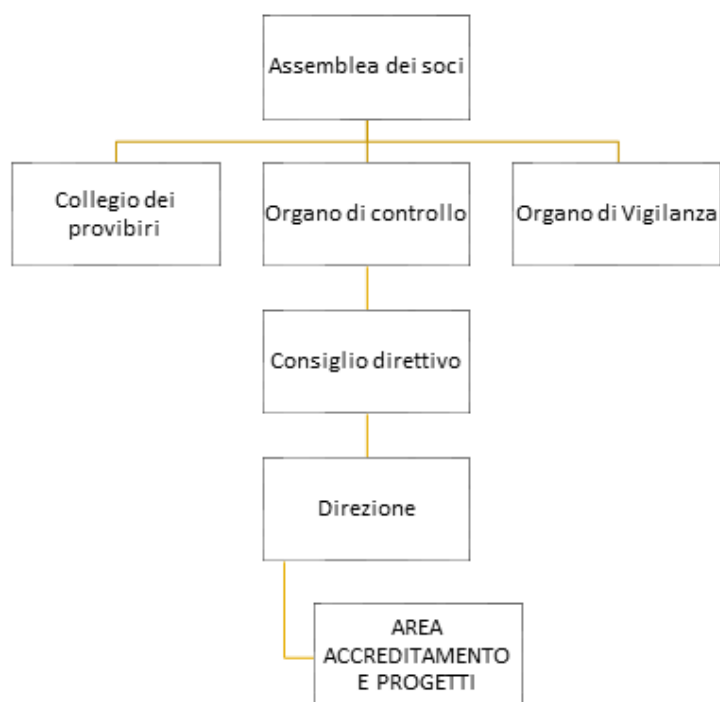 Assemblea dei soci
Collegio dei
provibiri
Organo di controllo
Organo di Vigilanza
Consiglio direttivo
Direzione
AREA
ACCREDITAMENTO
E PROGETTI